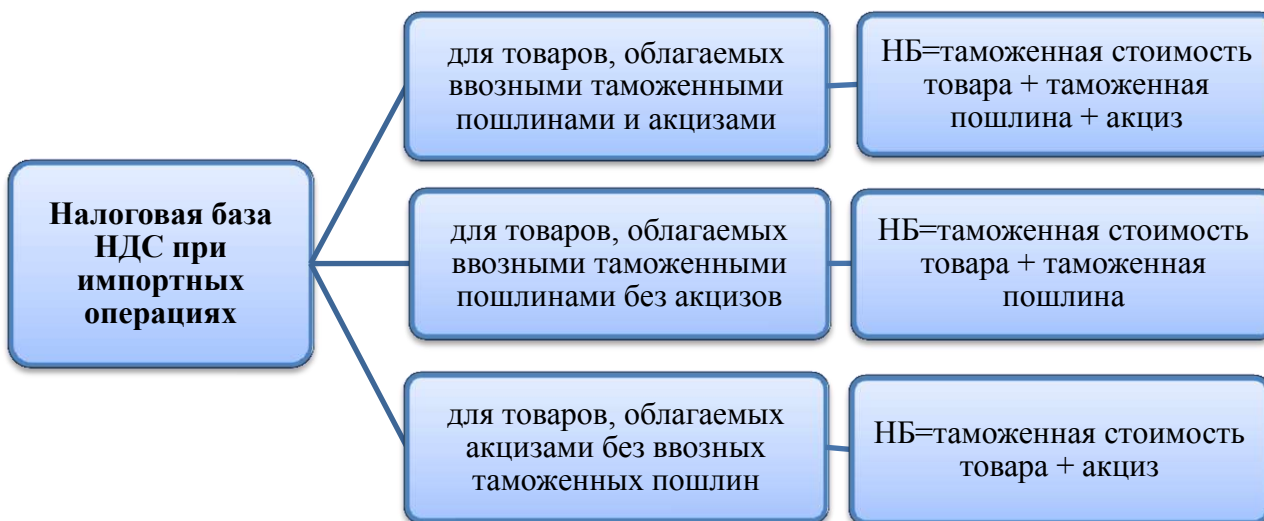 Налоговая база
НДС при
импортных
операциях
для товаров, облагаемых
ввозными таможенными
пошлинами и акцизами
НБ=таможенная стоимость
товара + таможенная
пошлина + акциз
для товаров, облагаемых
ввозными таможенными
пошлинами без акцизов
НБ=таможенная стоимость
товара + таможенная
пошлина
для товаров, облагаемых
акцизами без ввозных
таможенных пошлин
НБ=таможенная стоимость
товара + акциз